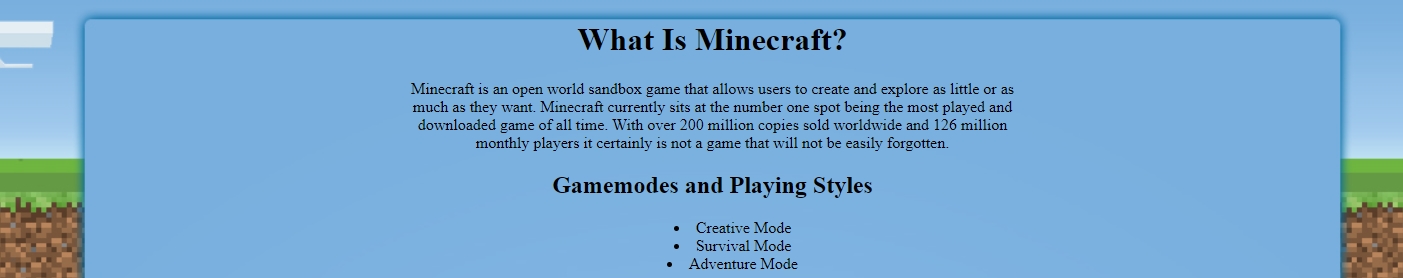 What Is Minecraft?
Minecraft is an open world sandbox game that allows users to create and explore as little or as
much as they want. Minecraft currently sits at the number one spot being the most played and
downloaded game of all time. With over 200 million copies sold worldwide and 126 million
monthly players it certainly is not a game that will not be easily forgotten.
Gamemodes and Playing Styles
• Creative Mode
• Survival Mode
• Adventure Mode